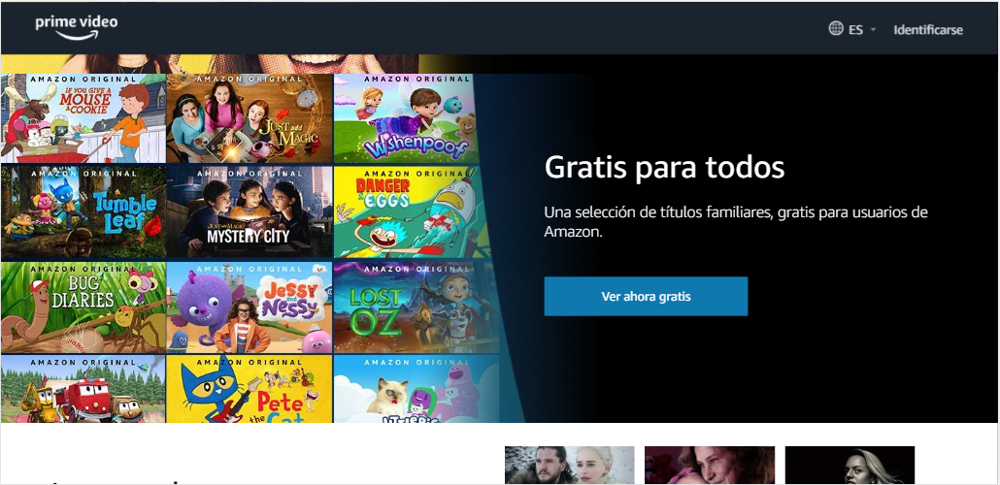 prime video
ES
Identificarse
AMAZON ORIGINAL
IF YOU GIVE A
MOUSE
A COOKIE
AMAZON ORIGINAL
JUST add
MAGIC
AMAZON ORIGINAL
Wishenpoof
AMAZON ORIGINAL
Tumble
Leaf
AMAZON ORIGINAL
JUST add MAGIC
MYSTERY CITY
AMAZON ORIGINAL
DANGER
& EGGS
AMAZON ORIGINAL
BUG
DIARIES
AMAZON ORIGINAL
Jessy
and
Nessy
AMAZON ORIGINAL
LOST
OZ
AMAZON ORIGINAL
AMAZON ORIGINAL
Pete
the
Cat
AMAZON ORIGINAL
Gratis para todos
Una selección de títulos familiares, gratis para usuarios de
Amazon.
Ver ahora gratis